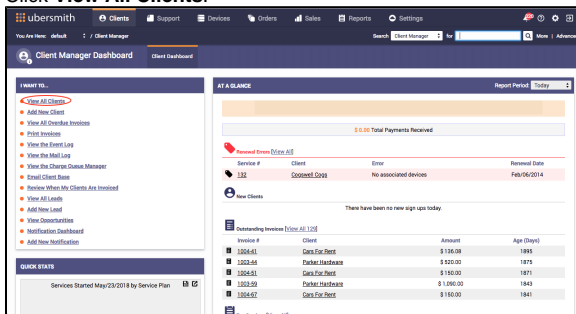 Click View All Clients.
ubersmith Clients Support Devices Orders Sales Reports Settings
You Are Here: default / Client Manager Search Client Manager for More | Advance
Client Manager Dashboard Client Dashboard
I WANT TO...
View All Clients
Add New Client
View All Overdue Invoices
Print Invoices
View the Event Log
View the Mail Log
View the Charge Queue Manager
Email Client Base
Review When My Clients Are Invoiced
View All Leads
Add New Lead
View Opportunities
Notification Dashboard
Add New Notification
QUICK STATS
Services Started May/23/2018 by Service Plan
AT A GLANCE Report Period: Today
$ 0.00 Total Payments Received
Renewal Errors [View All]
Service # Client Error Renewal Date
132 Cogswell Cogs No associated devices Feb/06/2014
New Clients
There have been no new sign ups today.
Outstanding Invoices [View All 129]
Invoice # Client Amount Age (Days)
1004-41 Cars For Rent $ 136.08 1895
1003-44 Parker Hardware $ 520.00 1875
1004-51 Cars For Rent $ 150.00 1871
1003-59 Parker Hardware $ 1,090.00 1843
1004-67 Cars For Rent $ 150.00 1841